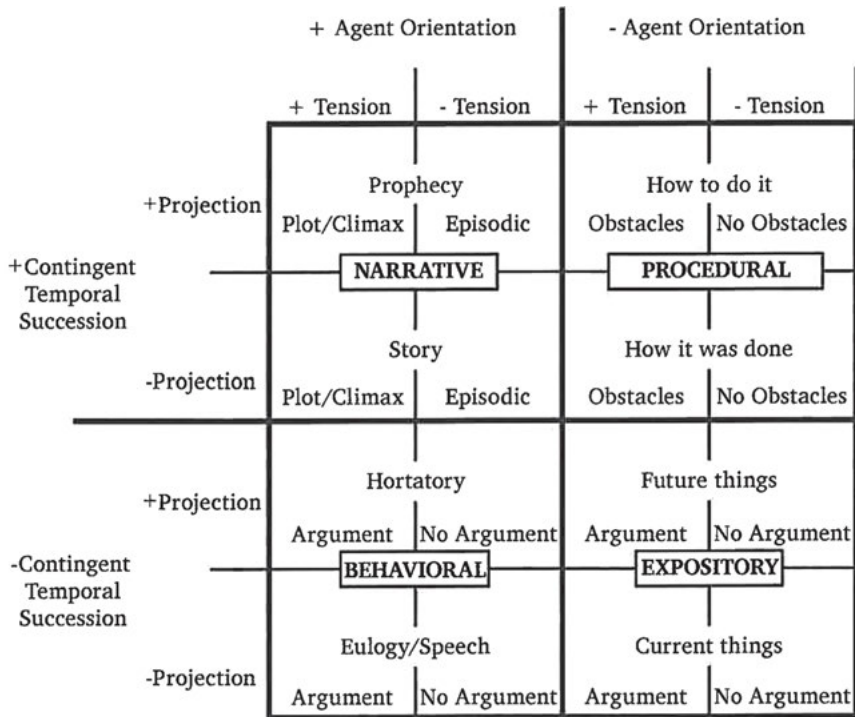 + Agent Orientation - Agent Orientation
+ Tension - Tension + Tension - Tension
+Projection Prophecy How to do it
Plot/Climax Episodic Obstacles No Obstacles
+Contingent Temporal Succession NARRATIVE PROCEDURAL
-Projection Story How it was done
Plot/Climax Episodic Obstacles No Obstacles
+Projection Hortatory Future things
Argument No Argument Argument No Argument
-Contingent Temporal Succession BEHAVIORAL EXPOSITORY
-Projection Eulogy/Speech Current things
Argument No Argument Argument No Argument